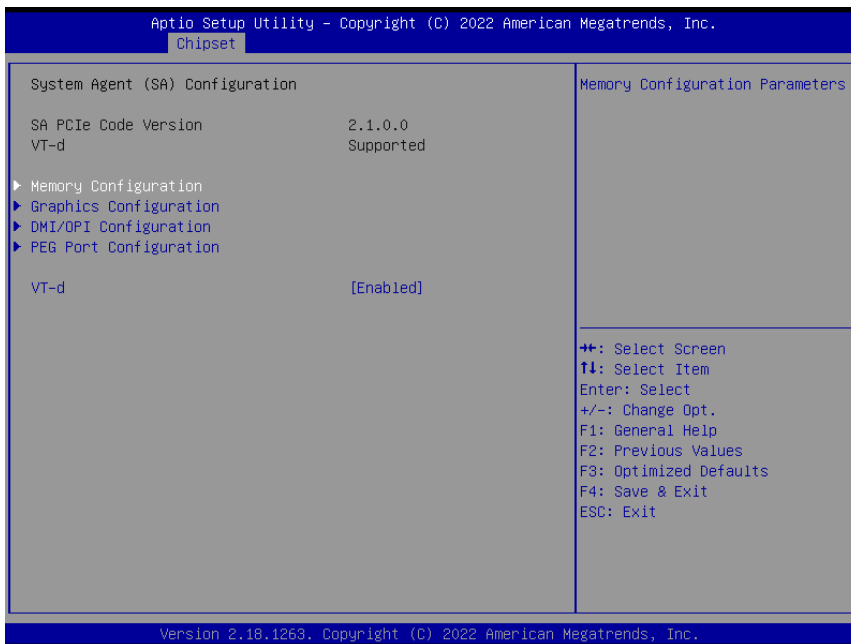 Aptio Setup Utility – Copyright (C) 2022 American Megatrends, Inc.
Chipset
System Agent (SA) Configuration
SA PCIe Code Version 2.1.0.0
VT-d Supported
Memory Configuration
Graphics Configuration
DMI/OPI Configuration
PEG Port Configuration
VT-d [Enabled]
Memory Configuration Parameters
→←: Select Screen
↑↓: Select Item
Enter: Select
+/-: Change Opt.
F1: General Help
F2: Previous Values
F3: Optimized Defaults
F4: Save & Exit
ESC: Exit
Version 2.18.1263. Copyright (C) 2022 American Megatrends, Inc.